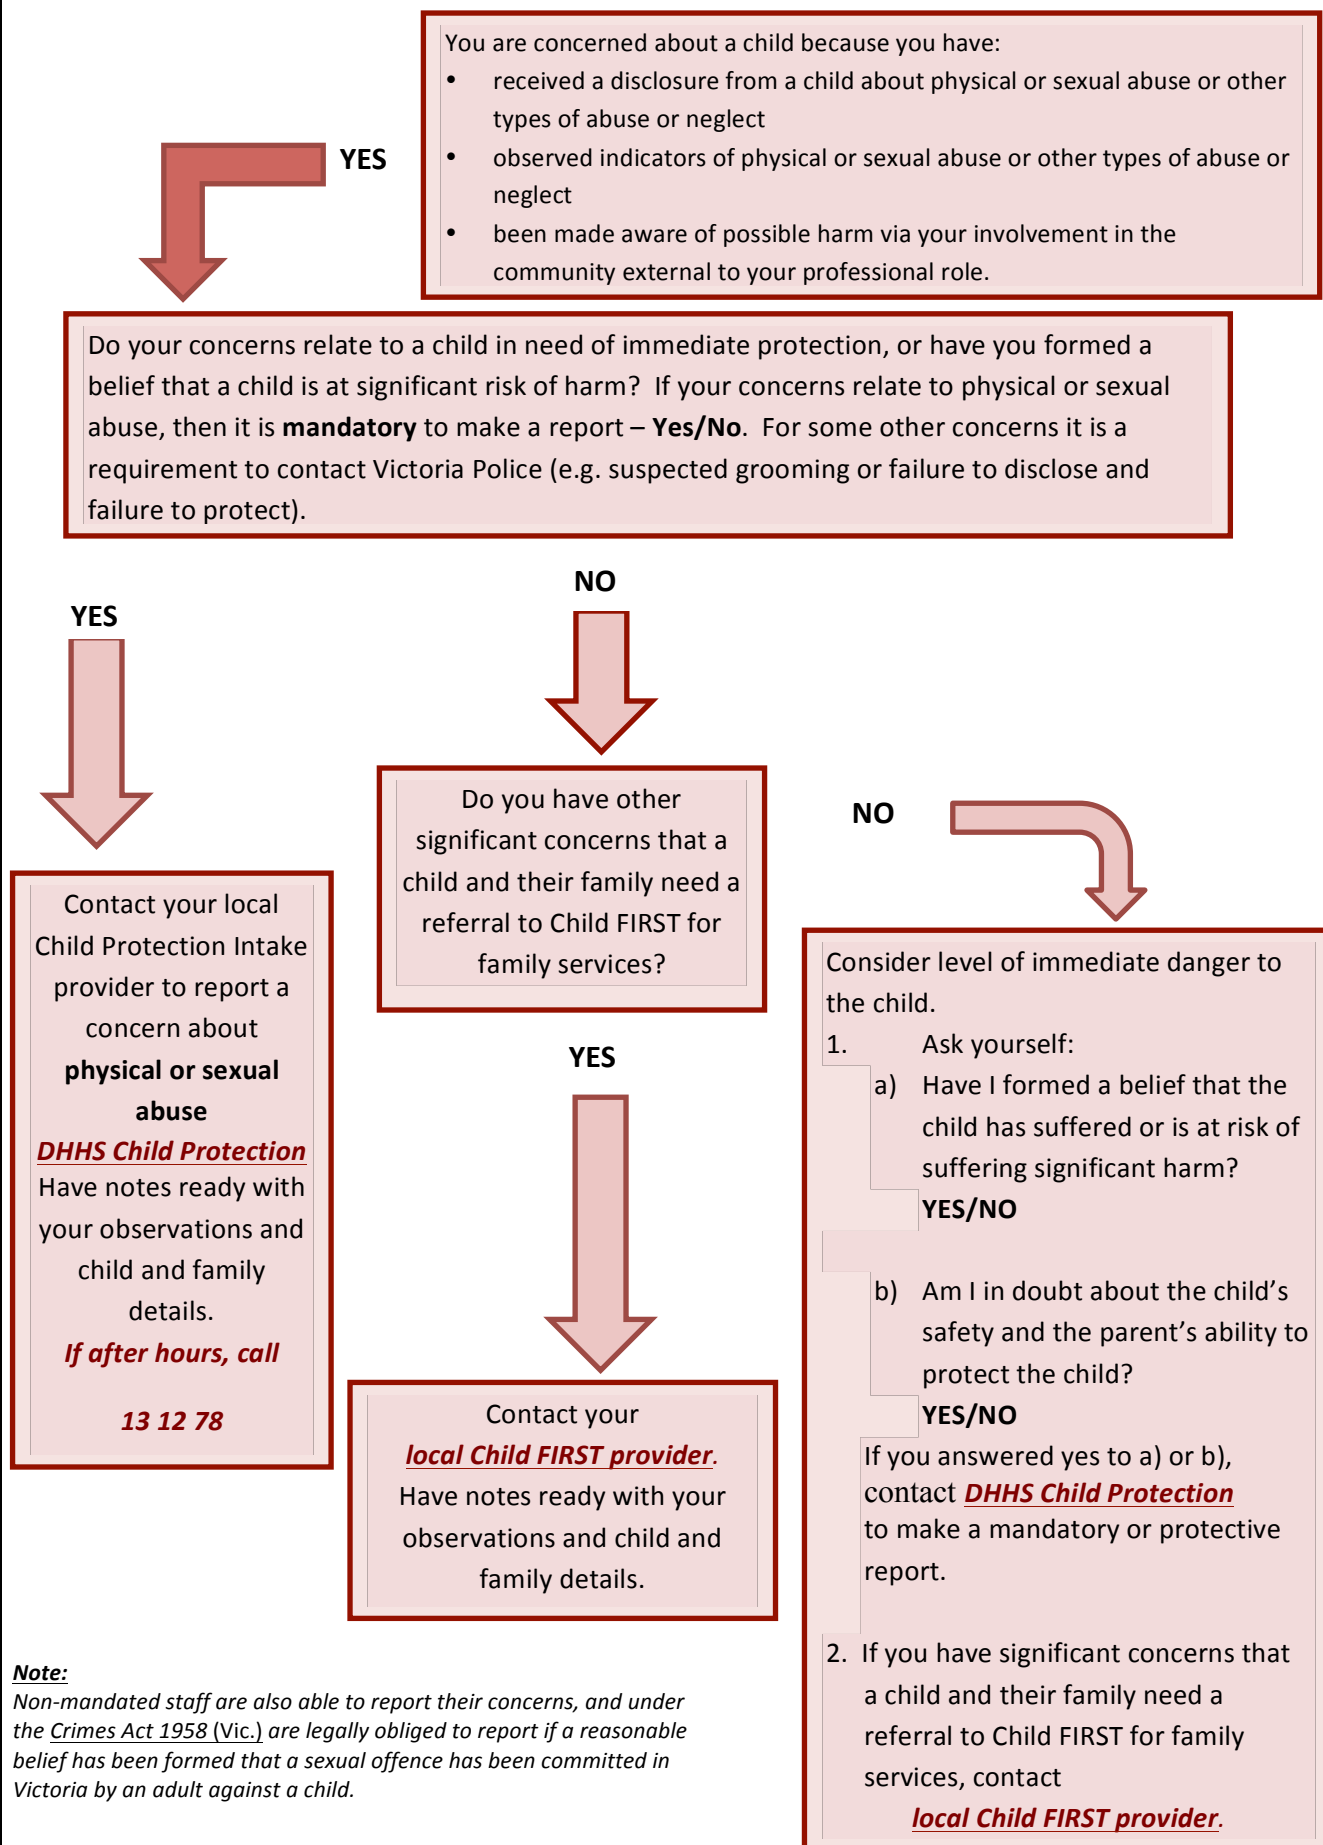 You are concerned about a child because you have:
• received a disclosure from a child about physical or sexual abuse or other
types of abuse or neglect
• observed indicators of physical or sexual abuse or other types of abuse or
neglect
• been made aware of possible harm via your involvement in the
community external to your professional role.
YES
Do your concerns relate to a child in need of immediate protection, or have you formed a
belief that a child is at significant risk of harm? If your concerns relate to physical or sexual
abuse, then it is mandatory to make a report – Yes/No. For some other concerns it is a
requirement to contact Victoria Police (e.g. suspected grooming or failure to disclose and
failure to protect).
YES
Contact your local
Child Protection Intake
provider to report a
concern about
physical or sexual
abuse
DHHS Child Protection
Have notes ready with
your observations and
child and family
details.
If after hours, call
13 12 78
NO
Do you have other
significant concerns that a
child and their family need a
referral to Child FIRST for
family services?
YES
Contact your
local Child FIRST provider.
Have notes ready with your
observations and child and
family details.
NO
Consider level of immediate danger to
the child.
1. Ask yourself:
a) Have I formed a belief that the
child has suffered or is at risk of
suffering significant harm?
YES/NO
b) Am I in doubt about the child’s
safety and the parent’s ability to
protect the child?
YES/NO
If you answered yes to a) or b),
contact DHHS Child Protection
to make a mandatory or protective
report.
2. If you have significant concerns that
a child and their family need a
referral to Child FIRST for family
services, contact
local Child FIRST provider.
Note:
Non-mandated staff are also able to report their concerns, and under
the Crimes Act 1958 (Vic.) are legally obliged to report if a reasonable
belief has been formed that a sexual offence has been committed in
Victoria by an adult against a child.